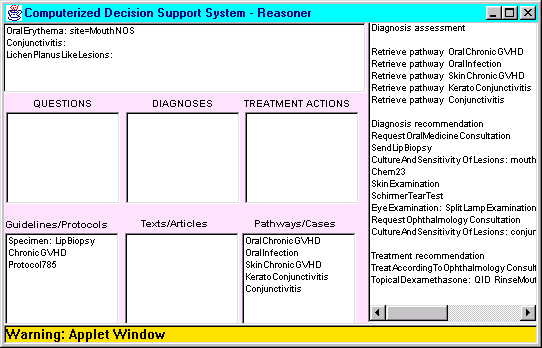 Computerized Decision Support System - Reasoner
OralErythema: site=MouthNOS
Conjunctivitis:
LichenPlanusLikeLesions:
QUESTIONS
DIAGNOSES
TREATMENT ACTIONS
Guidelines/Protocols
Specimen: LipBiopsy
ChronicGVHD
Protocol785
Texts/Articles
Pathways/Cases
OralChronicGVHD
OralInfection
SkinChronicGVHD
KeratoConjunctivitis
Conjunctivitis
Diagnosis assessment
Retrieve pathway OralChronicGVHD
Retrieve pathway OralInfection
Retrieve pathway SkinChronicGVHD
Retrieve pathway KeratoConjunctivitis
Retrieve pathway Conjunctivitis
Diagnosis recommendation
RequestOralMedicineConsultation
SendLipBiopsy
CultureAndSensitivityOfLesions: mouth
Chem23
SkinExamination
SchirmerTearTest
EyeExamination: SplitLampExamination
RequestOphthalmologyConsultation
CultureAndSensitivityOfLesions: conjur
Treatment recommendation
TreatAccordingToOphthalmologyConsult
TopicalDexamethasone: QID RinseMout
Warning: Applet Window